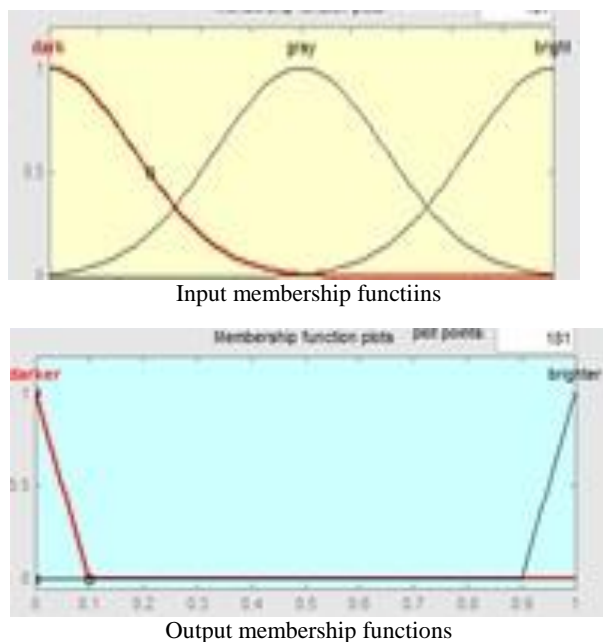 dark gray bright
1
0.5
0
Input membership functiins
Membership function plots plot points: 181
darker brighter
1
0.5
0
0 0.1 0.2 0.3 0.4 0.5 0.6 0.7 0.8 0.9 1
Output membership functions